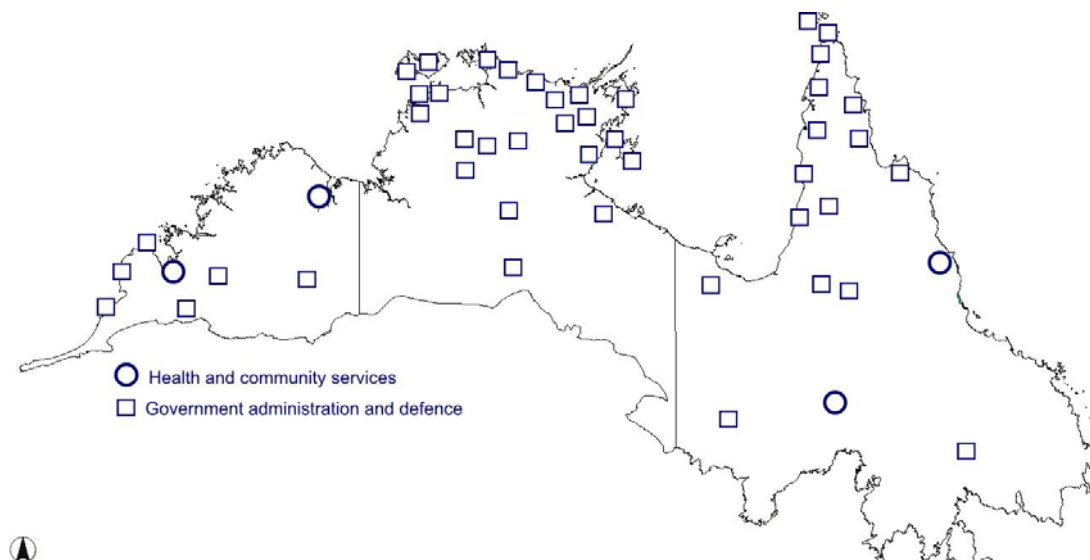 Health and community services
Government administration and defence